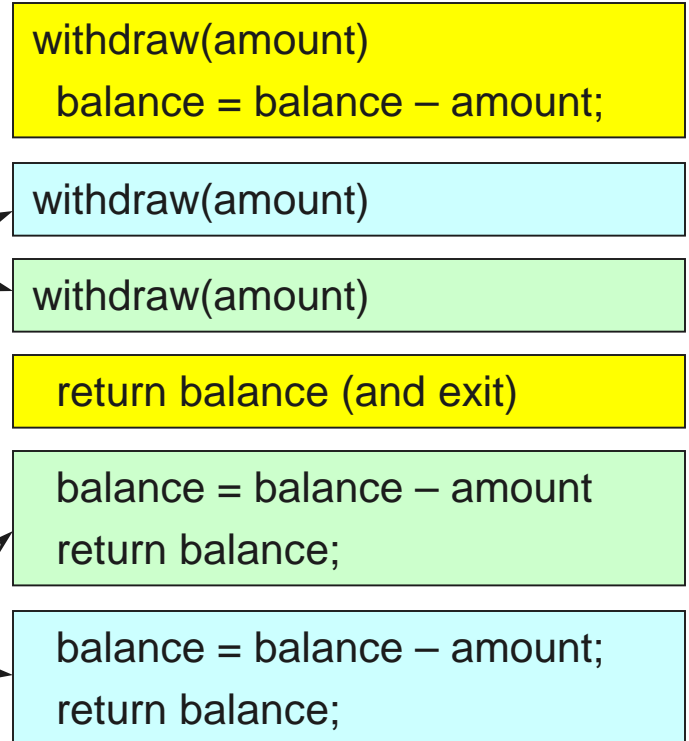 withdraw(amount)
balance = balance – amount;
withdraw(amount)
withdraw(amount)
return balance (and exit)
balance = balance – amount
return balance;
balance = balance – amount;
return balance;